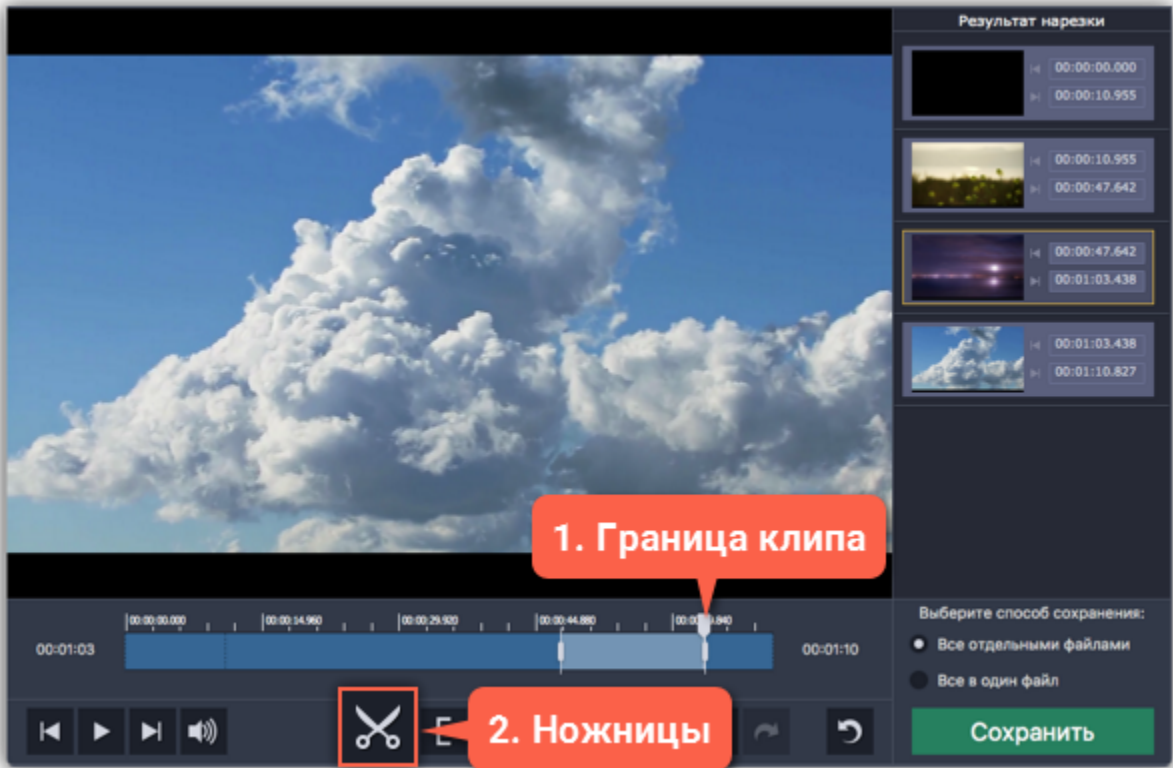 Результат нарезки
00:00:00.000
00:00:10.955
00:00:10.955
00:00:47.642
00:00:47.642
00:01:03.438
00:01:03.438
00:01:10.827
1. Граница клипа
00:00:00.000 00:00:14.960 00:00:29.920 00:00:44.880
00:01:03
00:01:10
2. Ножницы
Выберите способ сохранения:
Все отдельными файлами
Все в один файл
Сохранить